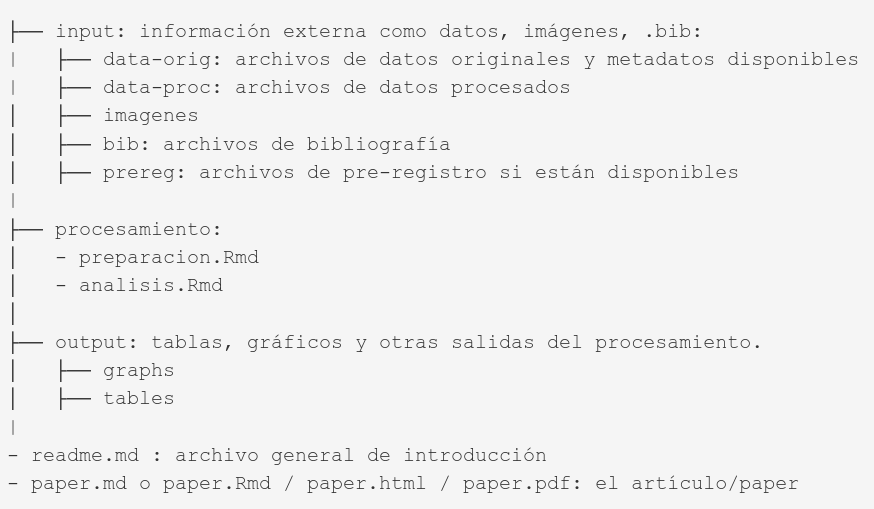 ├── input: información externa como datos, imágenes, .bib:
|   ├── data-orig: archivos de datos originales y metadatos disponibles
|   ├── data-proc: archivos de datos procesados
│   ├── imagenes
│   ├── bib: archivos de bibliografía
│   ├── prereg: archivos de pre-registro si están disponibles
|
├── procesamiento:
│   - preparacion.Rmd
│   - analisis.Rmd
│
├── output: tablas, gráficos y otras salidas del procesamiento.
│   ├── graphs
│   ├── tables
|
- readme.md : archivo general de introducción
- paper.md o paper.Rmd / paper.html / paper.pdf: el artículo/paper